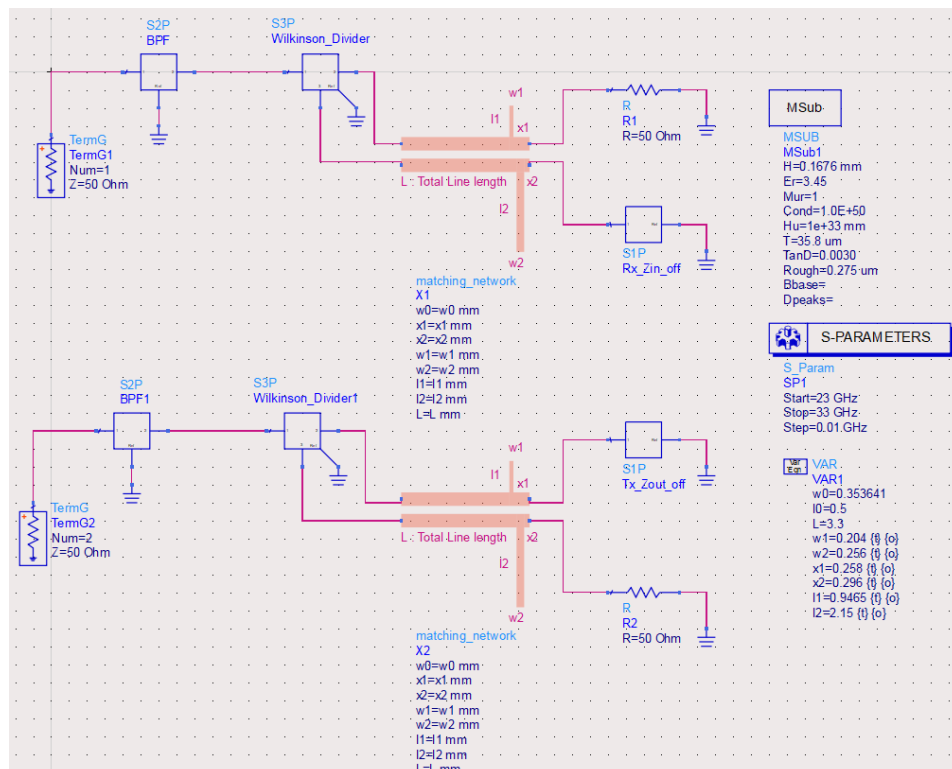 S2P
BPF
S3P
Wilkinson_Divider
TermG
TermG1
Num=1
Z=50 Ohm
w1
l1
x1
L : Total Line length
x2
l2
w2
R
R1
R=50 Ohm
S1P
Rx_Zin_off
matching_network
X1
w0=w0 mm
x1=x1 mm
x2=x2 mm
w1=w1 mm
w2=w2 mm
l1=l1 mm
l2=l2 mm
L=L mm
MSub
MSUB
MSub1
H=0.1676 mm
Er=3.45
Mur=1
Cond=1.0E+50
Hu=1e+33 mm
T=35.8 um
TanD=0.0030
Rough=0.275 um
Bbase=
Dpeaks=
S-PARAMETERS
S_Param
SP1
Start=23 GHz
Stop=33 GHz
Step=0.01 GHz
Var
Eqn
VAR
VAR1
w0=0.353641
l0=0.5
L=3.3
w1=0.204 {t} {o}
w2=0.256 {t} {o}
x1=0.258 {t} {o}
x2=0.296 {t} {o}
l1=0.9465 {t} {o}
l2=2.15 {t} {o}
S2P
BPF1
S3P
Wilkinson_Divider1
TermG
TermG2
Num=2
Z=50 Ohm
w1
l1
x1
L : Total Line length
x2
l2
w2
S1P
Tx_Zout_off
R
R2
R=50 Ohm
matching_network
X2
w0=w0 mm
x1=x1 mm
x2=x2 mm
w1=w1 mm
w2=w2 mm
l1=l1 mm
l2=l2 mm
L=L mm